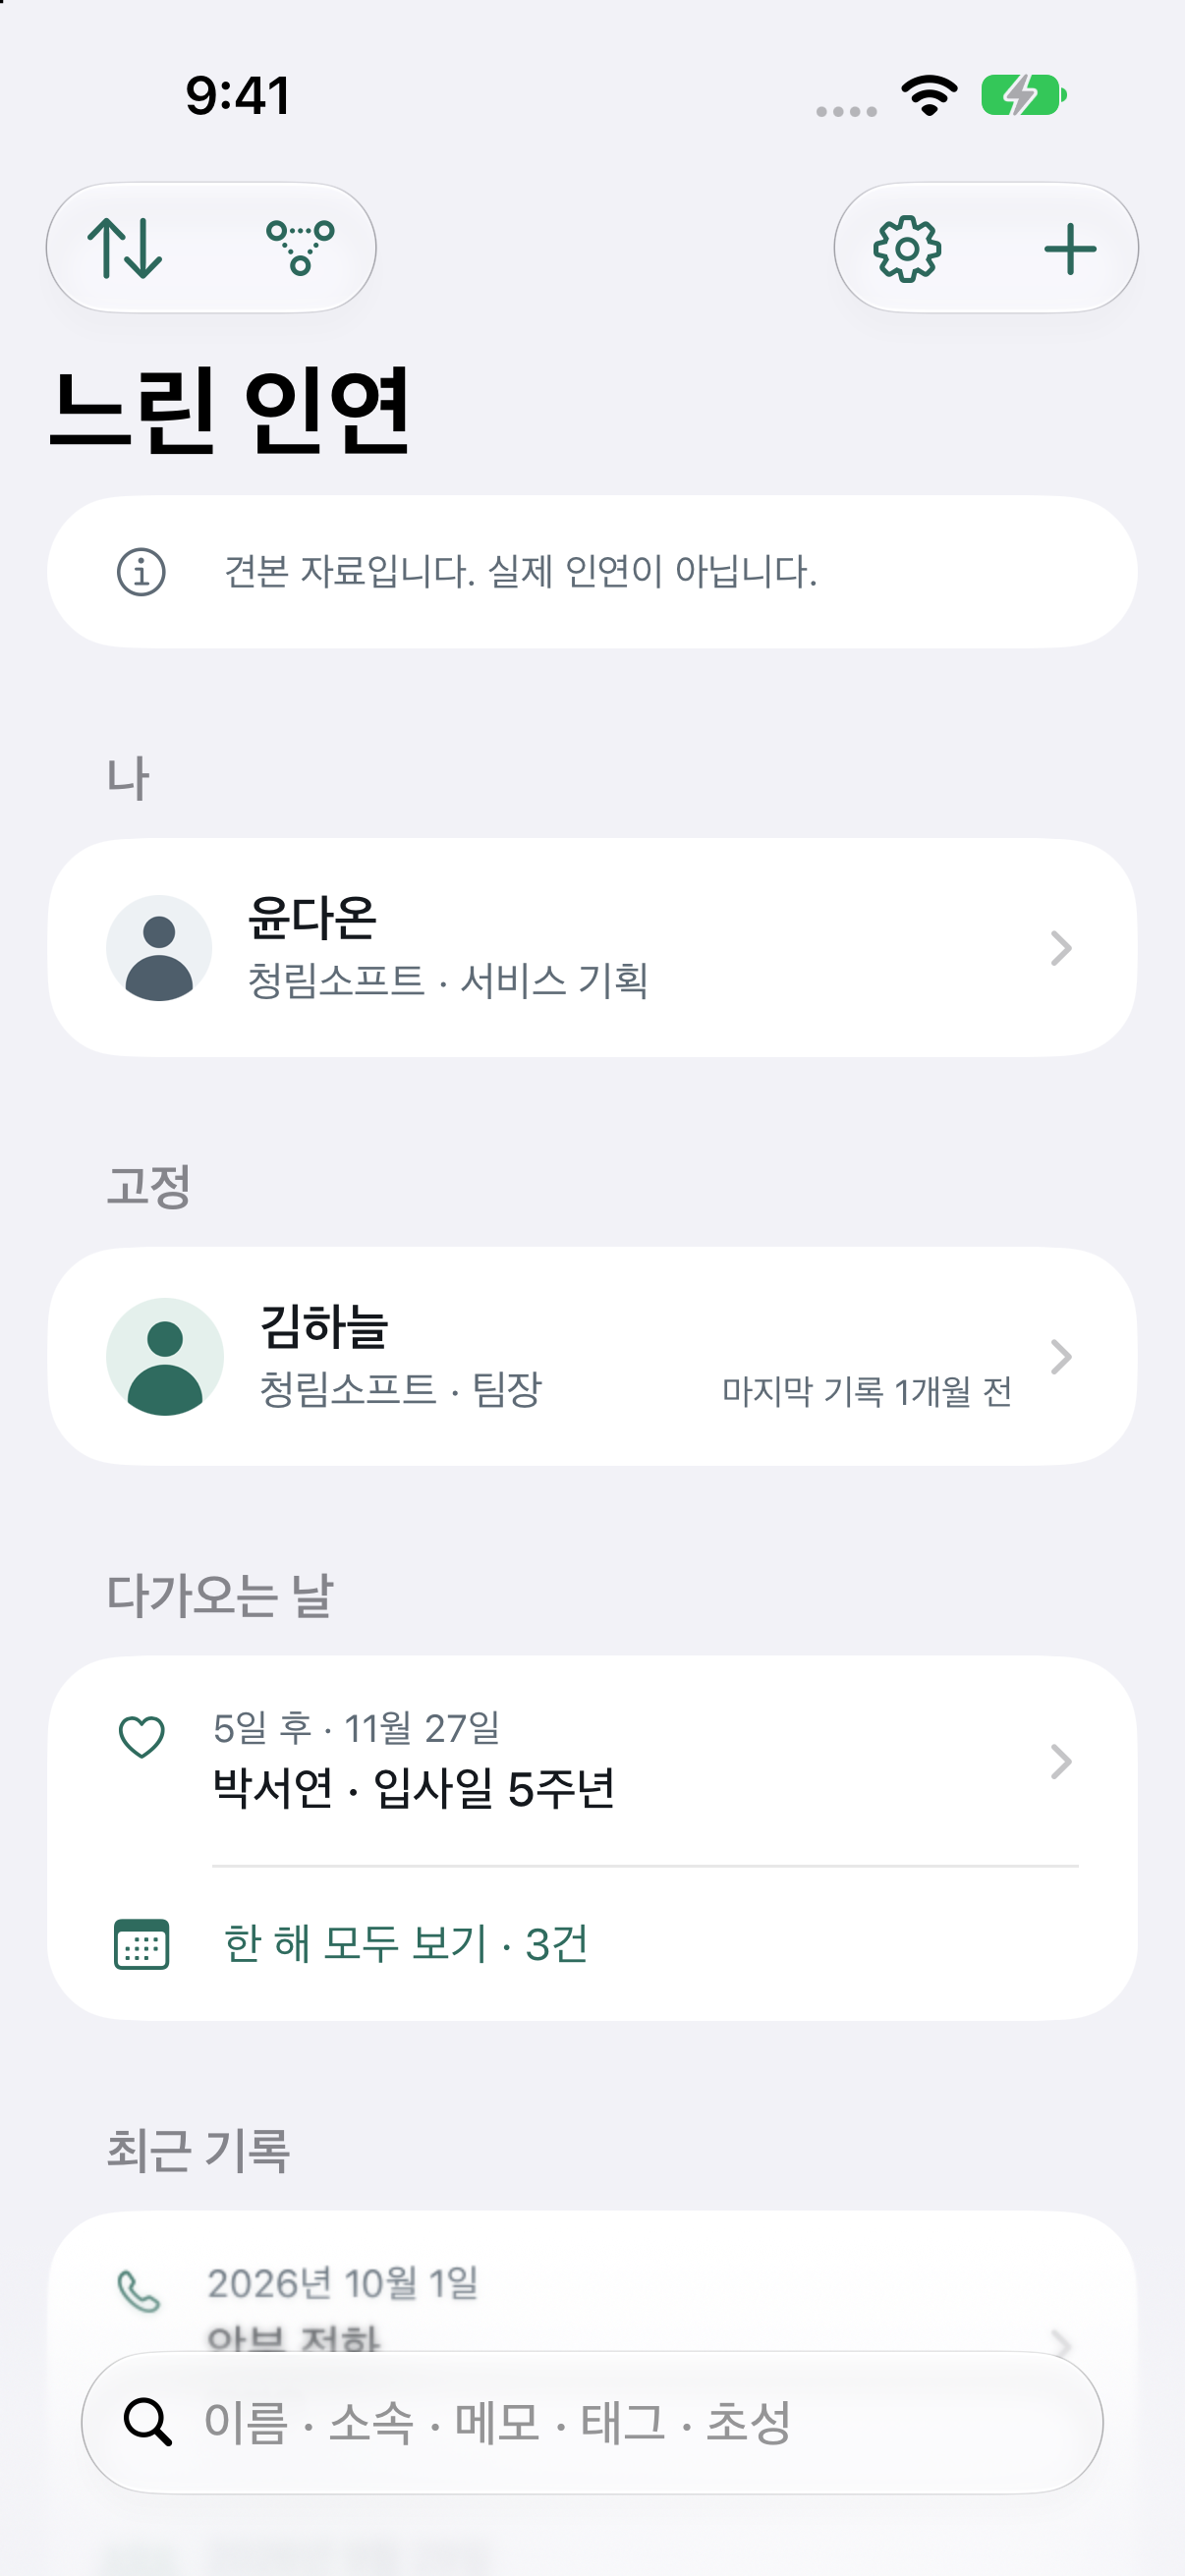 9:41
느린 인연
견본 자료입니다. 실제 인연이 아닙니다.
나
윤다온
청림소프트 · 서비스 기획
고정
김하늘
청림소프트 · 팀장
마지막 기록 1개월 전
다가오는 날
5일 후 · 11월 27일
박서연 · 입사일 5주년
한 해 모두 보기 · 3건
최근 기록
2026년 10월 1일
안부 전화
이름 · 소속 · 메모 · 태그 · 초성